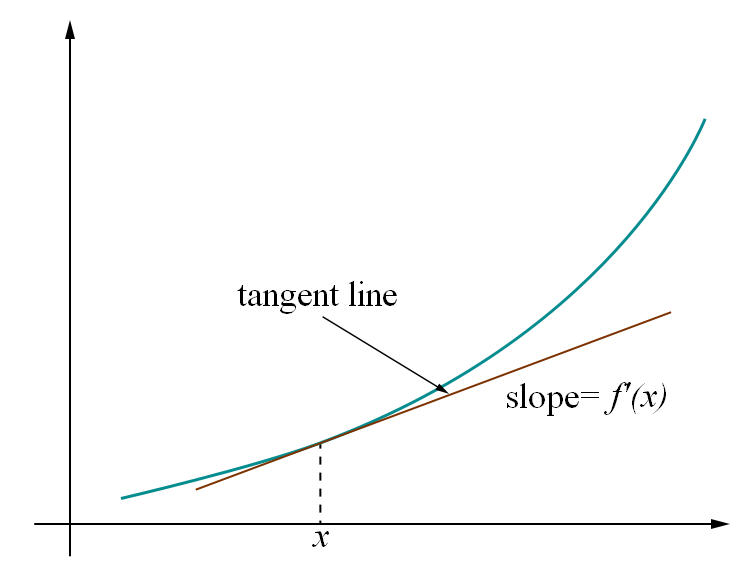 tangent line
slope= f'(x)
x